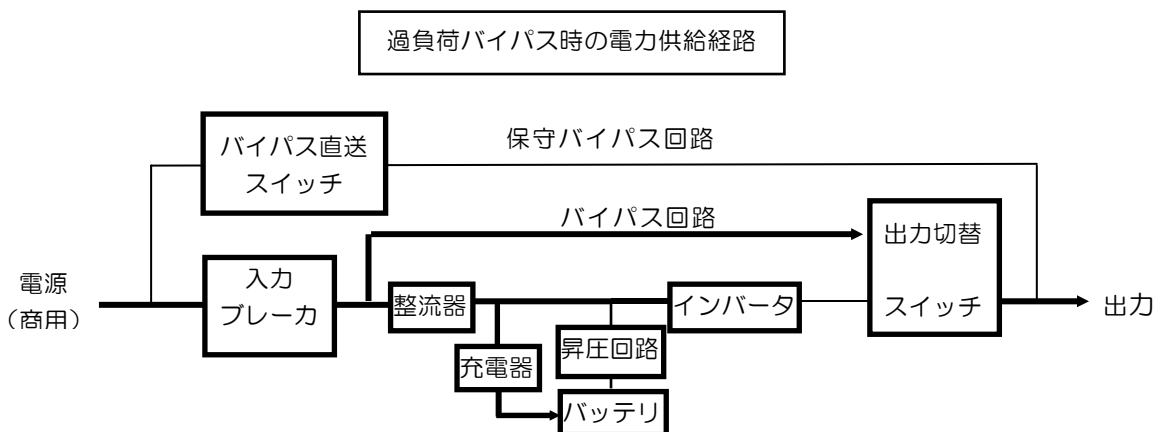 過負荷バイパス時の電力供給経路
バイパス直送
スイッチ
保守バイパス回路
バイパス回路
出力切替
スイッチ
電源
（商用）
入力
ブレーカ
整流器
インバータ
出力
充電器
昇圧回路
バッテリ